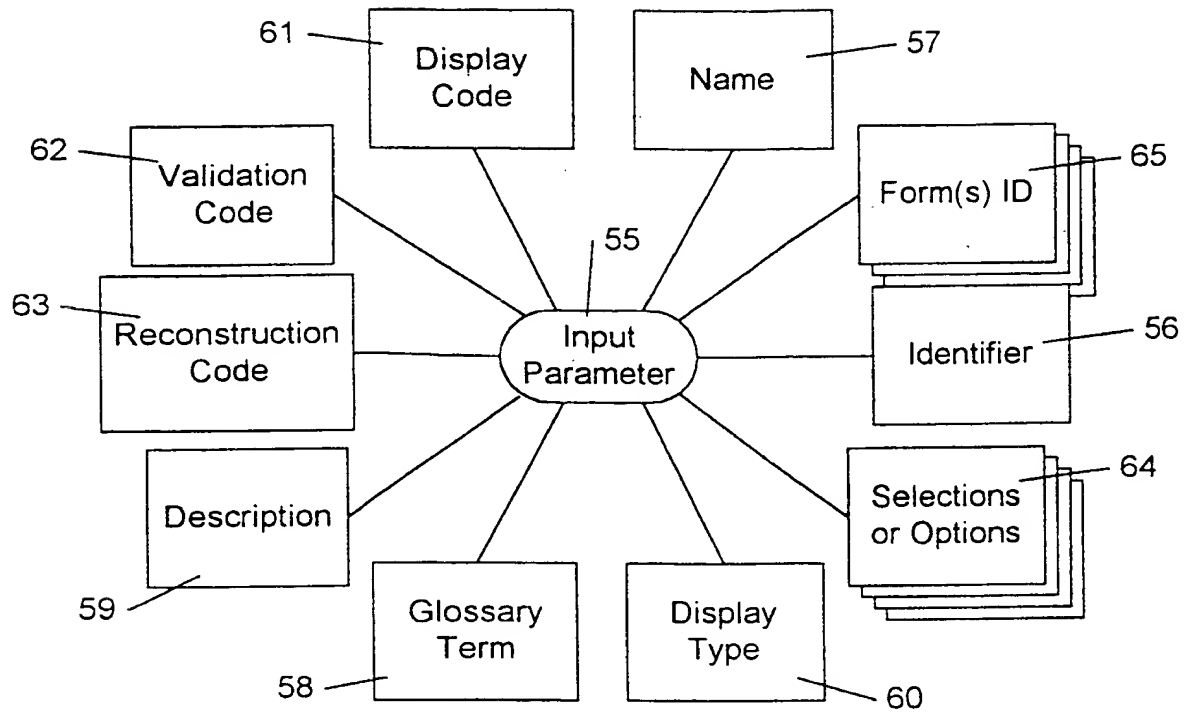 61
Display
Code
57
Name
62
Validation
Code
65
Form(s) ID
55
Input
Parameter
63
Reconstruction
Code
56
Identifier
64
Selections
or Options
Description
59
Glossary
Term
58
Display
Type
60